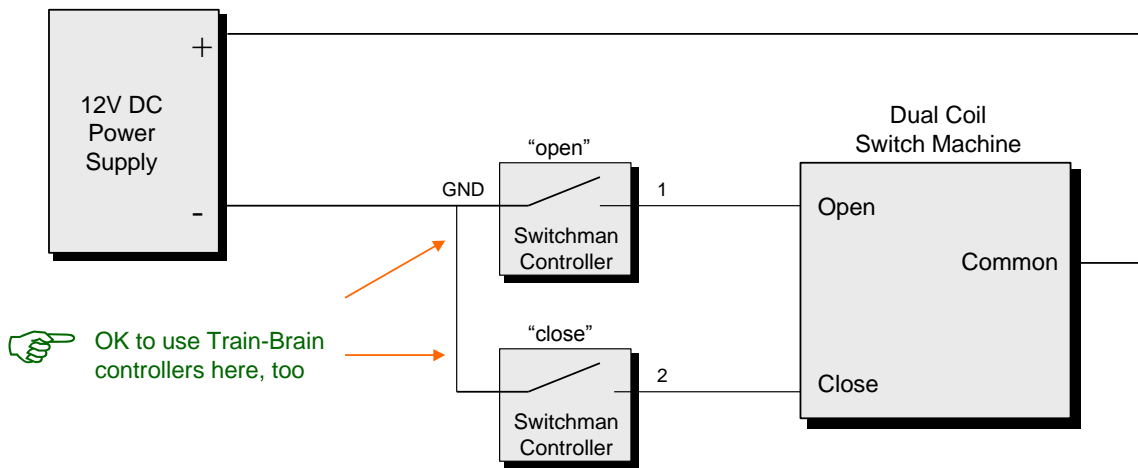 12V DC
Power
Supply
+
-
GND
“open”
Switchman
Controller
1
“close”
Switchman
Controller
2
Dual Coil
Switch Machine
Open
Common
Close
OK to use Train-Brain
controllers here, too